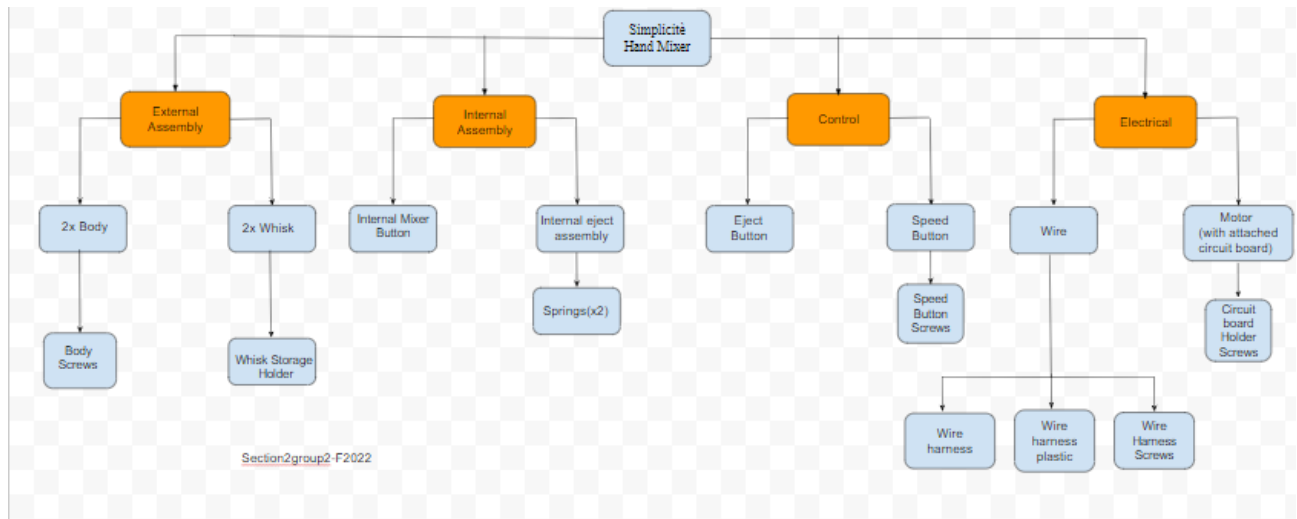 Simplicitè
Hand Mixer
External
Assembly
Internal
Assembly
Control
Electrical
2x Body
2x Whisk
Internal Mixer
Button
Internal eject
assembly
Eject
Button
Speed
Button
Wire
Motor
(with attached
circuit board)
Body
Screws
Whisk Storage
Holder
Springs(x2)
Speed
Button
Screws
Circuit
board
Holder
Screws
Wire
harness
Wire
harness
plastic
Wire
Harness
Screws
Section2group2-F2022